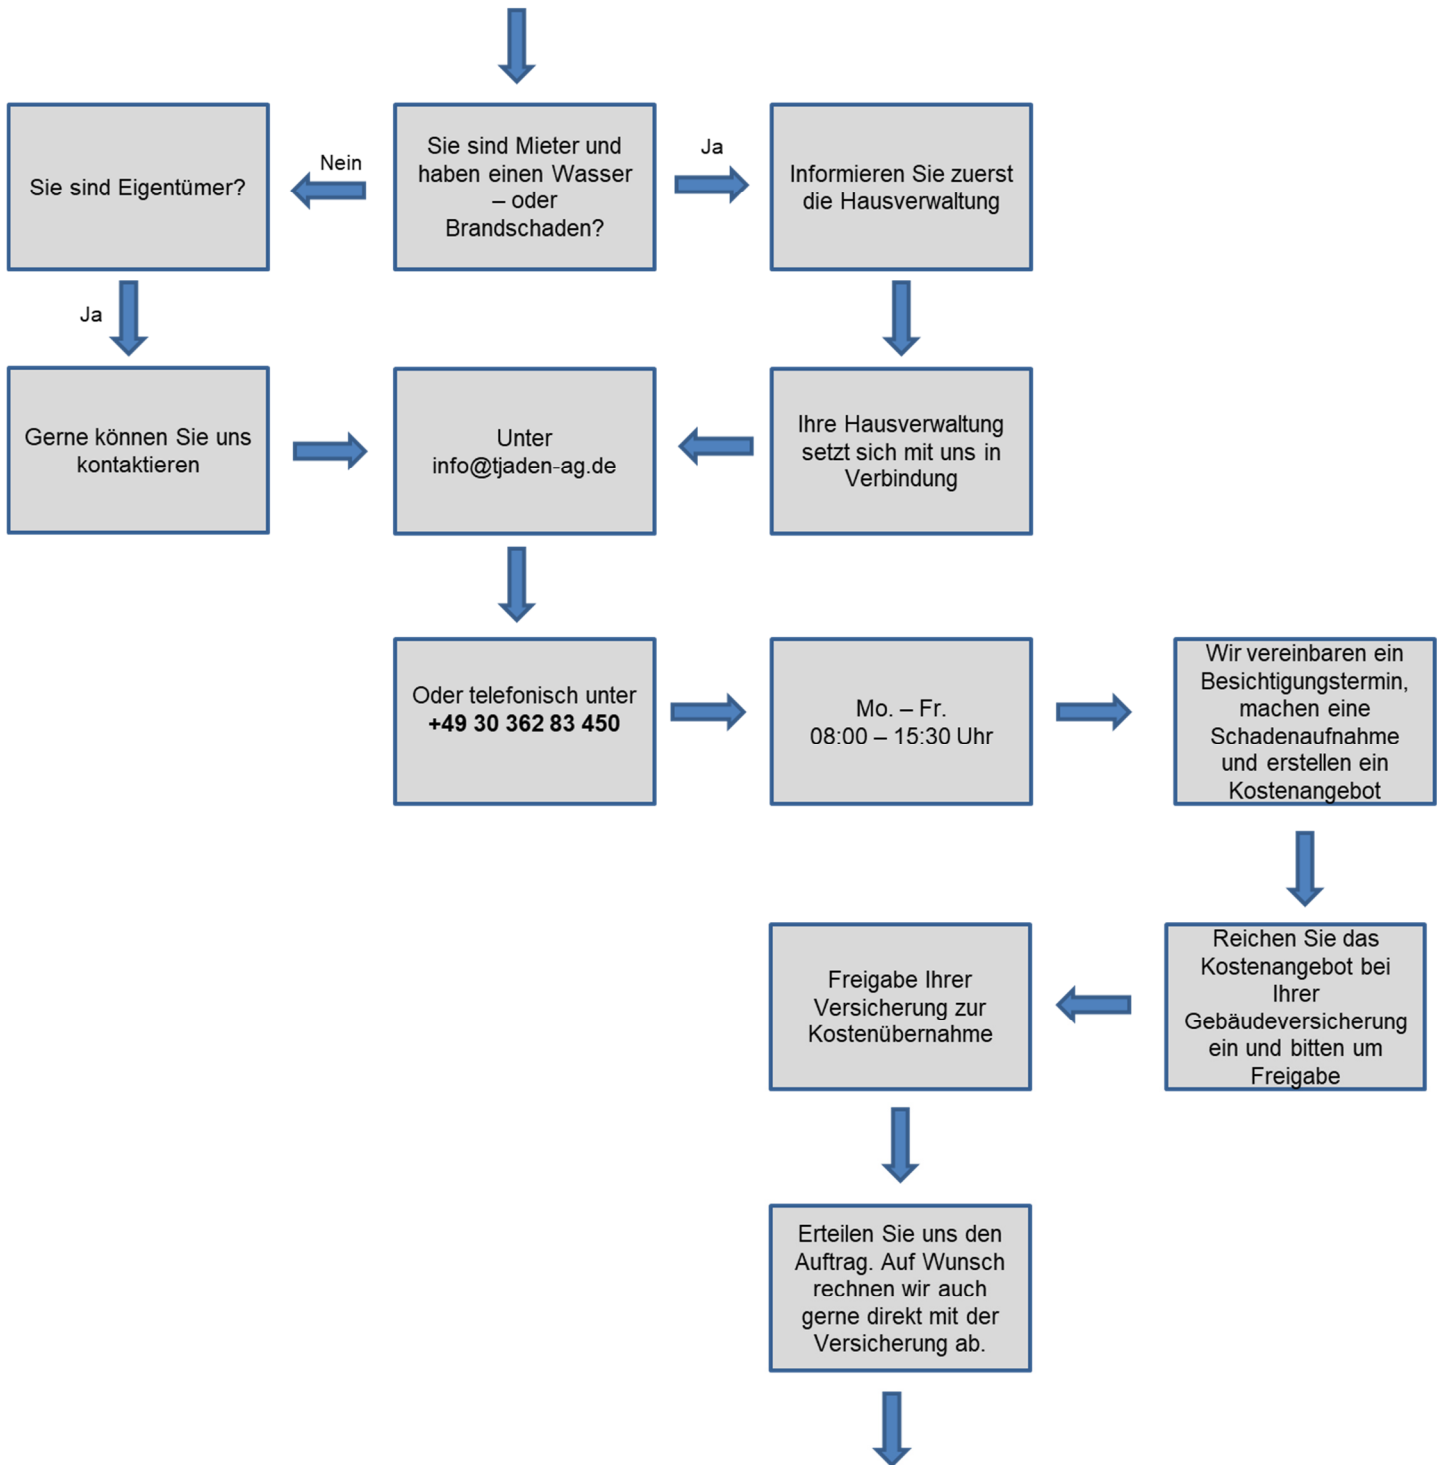 Sie sind Eigentümer?
Nein
Sie sind Mieter und
haben einen Wasser
– oder
Brandschaden?
Ja
Informieren Sie zuerst
die Hausverwaltung
Ja
Gerne können Sie uns
kontaktieren
Unter
info@tjaden-ag.de
Ihre Hausverwaltung
setzt sich mit uns in
Verbindung
Oder telefonisch unter
+49 30 362 83 450
Mo. – Fr.
08:00 – 15:30 Uhr
Wir vereinbaren ein
Besichtigungstermin,
machen eine
Schadenaufnahme
und erstellen ein
Kostenangebot
Freigabe Ihrer
Versicherung zur
Kostenübernahme
Reichen Sie das
Kostenangebot bei
Ihrer
Gebäudeversicherung
ein und bitten um
Freigabe
Erteilen Sie uns den
Auftrag. Auf Wunsch
rechnen wir auch
gerne direkt mit der
Versicherung ab.